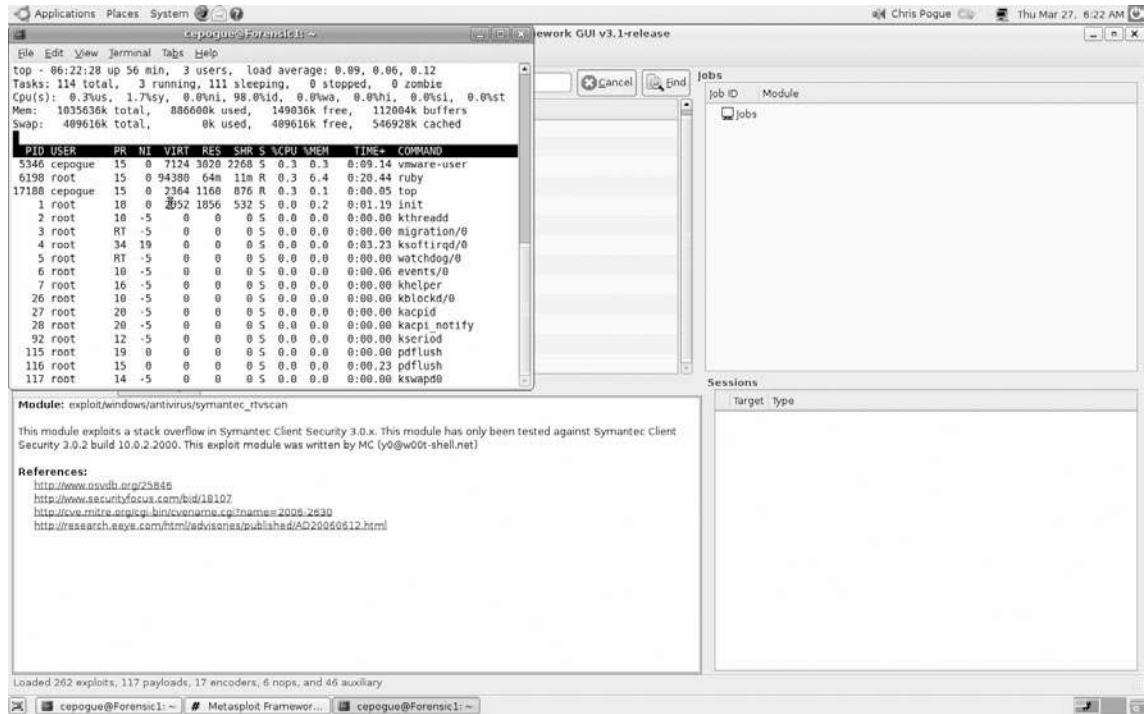 Applications Places System
Chris Pogue
Thu Mar 27, 6:22 AM
cepogue@Forensic1: ~
ework GUI v3.1-release
File Edit View Terminal Tabs Help
top - 06:22:28 up 56 min, 3 users, load average: 0.09, 0.06, 0.12
Tasks: 114 total, 3 running, 111 sleeping, 0 stopped, 0 zombie
Cpu(s): 0.3%us, 1.7%sy, 0.0%ni, 98.0%id, 0.0%wa, 0.0%hi, 0.0%si, 0.0%st
Mem: 1035636k total, 886600k used, 149036k free, 112004k buffers
Swap: 409616k total, 0k used, 409616k free, 546928k cached
PID USER PR NI VIRT RES SHR S %CPU %MEM TIME+ COMMAND
5346 cepogue 15 0 7124 3020 2268 S 0.3 0.3 0:09.14 vmware-user
6198 root 15 0 94380 64m 11m R 0.3 6.4 0:20.44 ruby
17188 cepogue 15 0 2364 1160 876 R 0.3 0.1 0:00.05 top
1 root 18 0 2952 1856 532 S 0.0 0.2 0:01.19 init
2 root 10 -5 0 0 0 S 0.0 0.0 0:00.00 kthreadd
3 root RT -5 0 0 0 S 0.0 0.0 0:00.00 migration/0
4 root 34 19 0 0 0 S 0.0 0.0 0:03.23 ksoftirqd/0
5 root RT -5 0 0 0 S 0.0 0.0 0:00.00 watchdog/0
6 root 10 -5 0 0 0 S 0.0 0.0 0:00.06 events/0
7 root 16 -5 0 0 0 S 0.0 0.0 0:00.00 khelper
26 root 10 -5 0 0 0 S 0.0 0.0 0:00.00 kblockd/0
27 root 20 -5 0 0 0 S 0.0 0.0 0:00.00 kacpid
28 root 20 -5 0 0 0 S 0.0 0.0 0:00.00 kacpi_notify
92 root 12 -5 0 0 0 S 0.0 0.0 0:00.00 kseriod
115 root 19 0 0 0 0 S 0.0 0.0 0:00.00 pdflush
116 root 15 0 0 0 0 S 0.0 0.0 0:00.23 pdflush
117 root 14 -5 0 0 0 S 0.0 0.0 0:00.00 kswapd0
Cancel Find
Jobs
Job ID Module
Jobs
Sessions
Target Type
Module: exploit/windows/antivirus/symantec_rtvscan
This module exploits a stack overflow in Symantec Client Security 3.0.x. This module has only been tested against Symantec Client
Security 3.0.2 build 10.0.2.2000. This exploit module was written by MC (y0@w00t-shell.net)
References:
http://www.osvdb.org/25846
http://www.securityfocus.com/bid/18107
http://cve.mitre.org/cgi-bin/cvename.cgi?name=2006-2630
http://research.eeye.com/html/advisories/published/AD20060612.html
Loaded 262 exploits, 117 payloads, 17 encoders, 6 nops, and 46 auxiliary
cepogue@Forensic1: ~
# Metasploit Framewor...
cepogue@Forensic1: ~